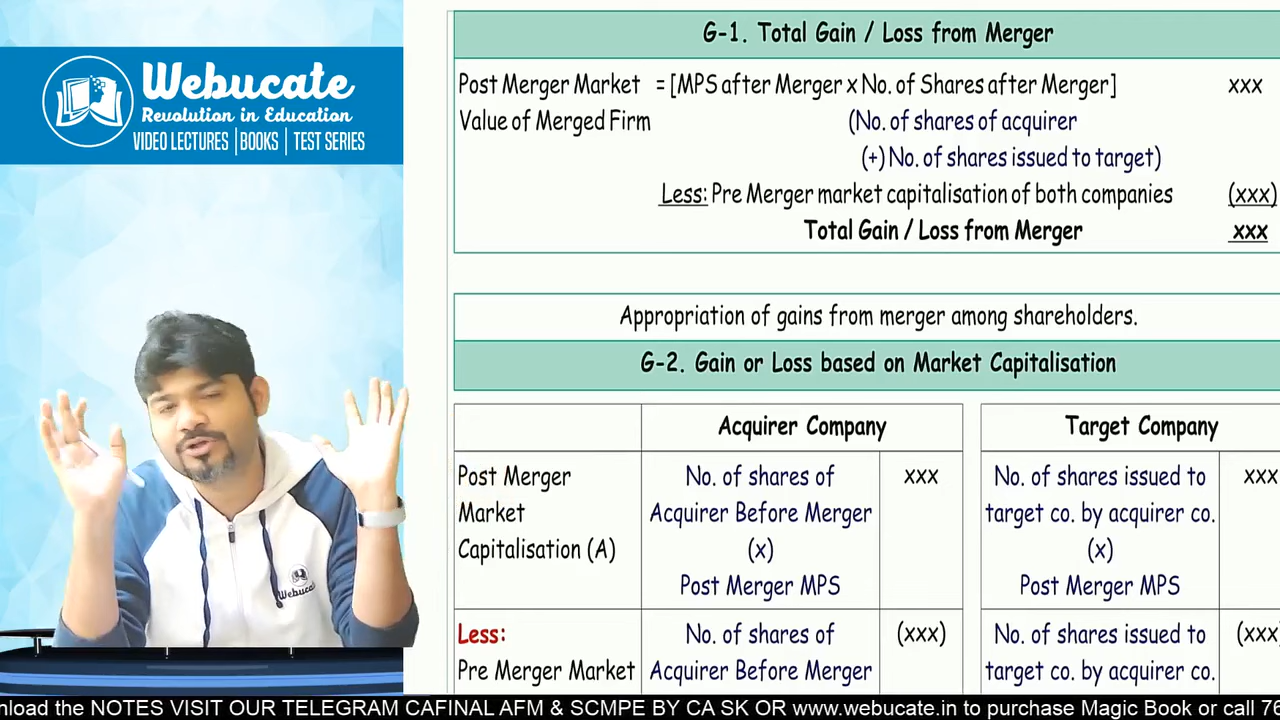 Webucate
Revolution in Education
VIDEO LECTURES | BOOKS | TEST SERIES
G-1. Total Gain / Loss from Merger
Post Merger Market = [MPS after Merger x No. of Shares after Merger] xxx
Value of Merged Firm (No. of shares of acquirer
(+) No. of shares issued to target)
Less: Pre Merger market capitalisation of both companies (xxx)
Total Gain / Loss from Merger xxx
Appropriation of gains from merger among shareholders.
G-2. Gain or Loss based on Market Capitalisation
Acquirer Company Target Company
Post Merger No. of shares of xxx No. of shares issued to xxx
Market Acquirer Before Merger target co. by acquirer co.
Capitalisation (A) (x) (x)
Post Merger MPS Post Merger MPS
Less: No. of shares of (xxx) No. of shares issued to (xxx)
Pre Merger Market Acquirer Before Merger target co. by acquirer co.
nload the NOTES VISIT OUR TELEGRAM CAFINAL AFM & SCMPE BY CA SK OR www.webucate.in to purchase Magic Book or call 76